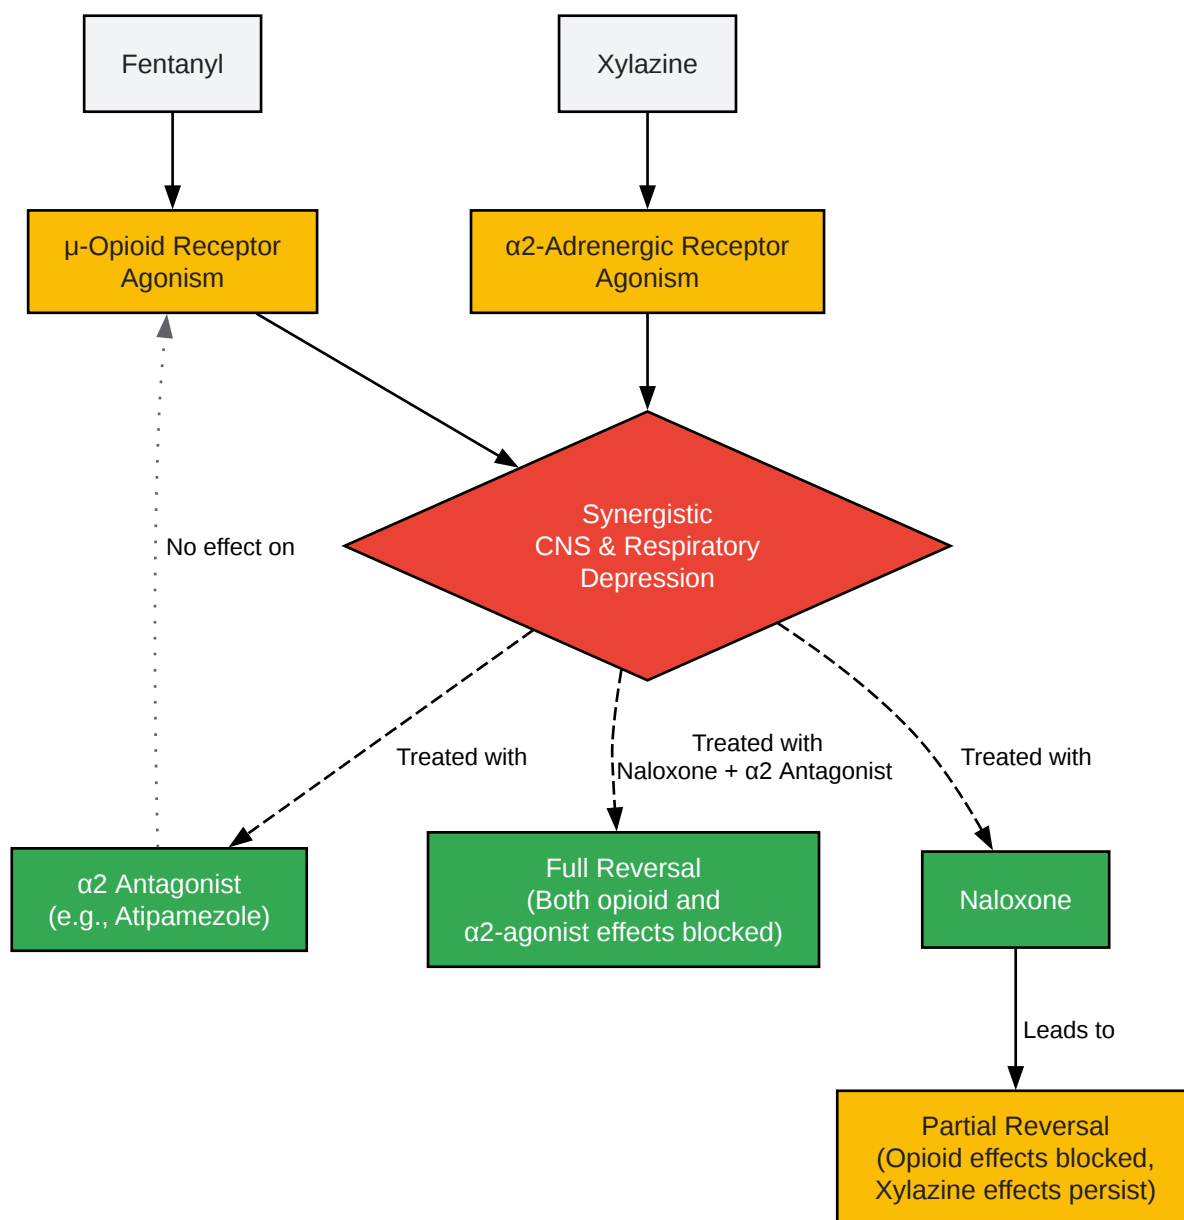 Fentanyl
Xylazine
μ-Opioid Receptor
Agonism
α2-Adrenergic Receptor
Agonism
Synergistic
CNS & Respiratory
Depression
No effect on
Treated with
Treated with
Naloxone + α2 Antagonist
Treated with
α2 Antagonist
(e.g., Atipamezole)
Full Reversal
(Both opioid and
α2-agonist effects blocked)
Naloxone
Leads to
Partial Reversal
(Opioid effects blocked,
Xylazine effects persist)